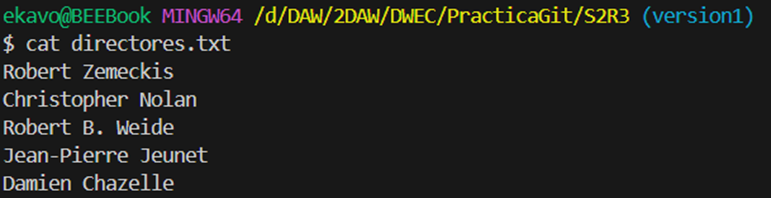 ekavo@BEEBook MINGW64 /d/DAW/2DAW/DWEC/PracticaGit/S2R3 (version1)
$ cat directores.txt
Robert Zemeckis
Christopher Nolan
Robert B. Weide
Jean-Pierre Jeunet
Damien Chazelle